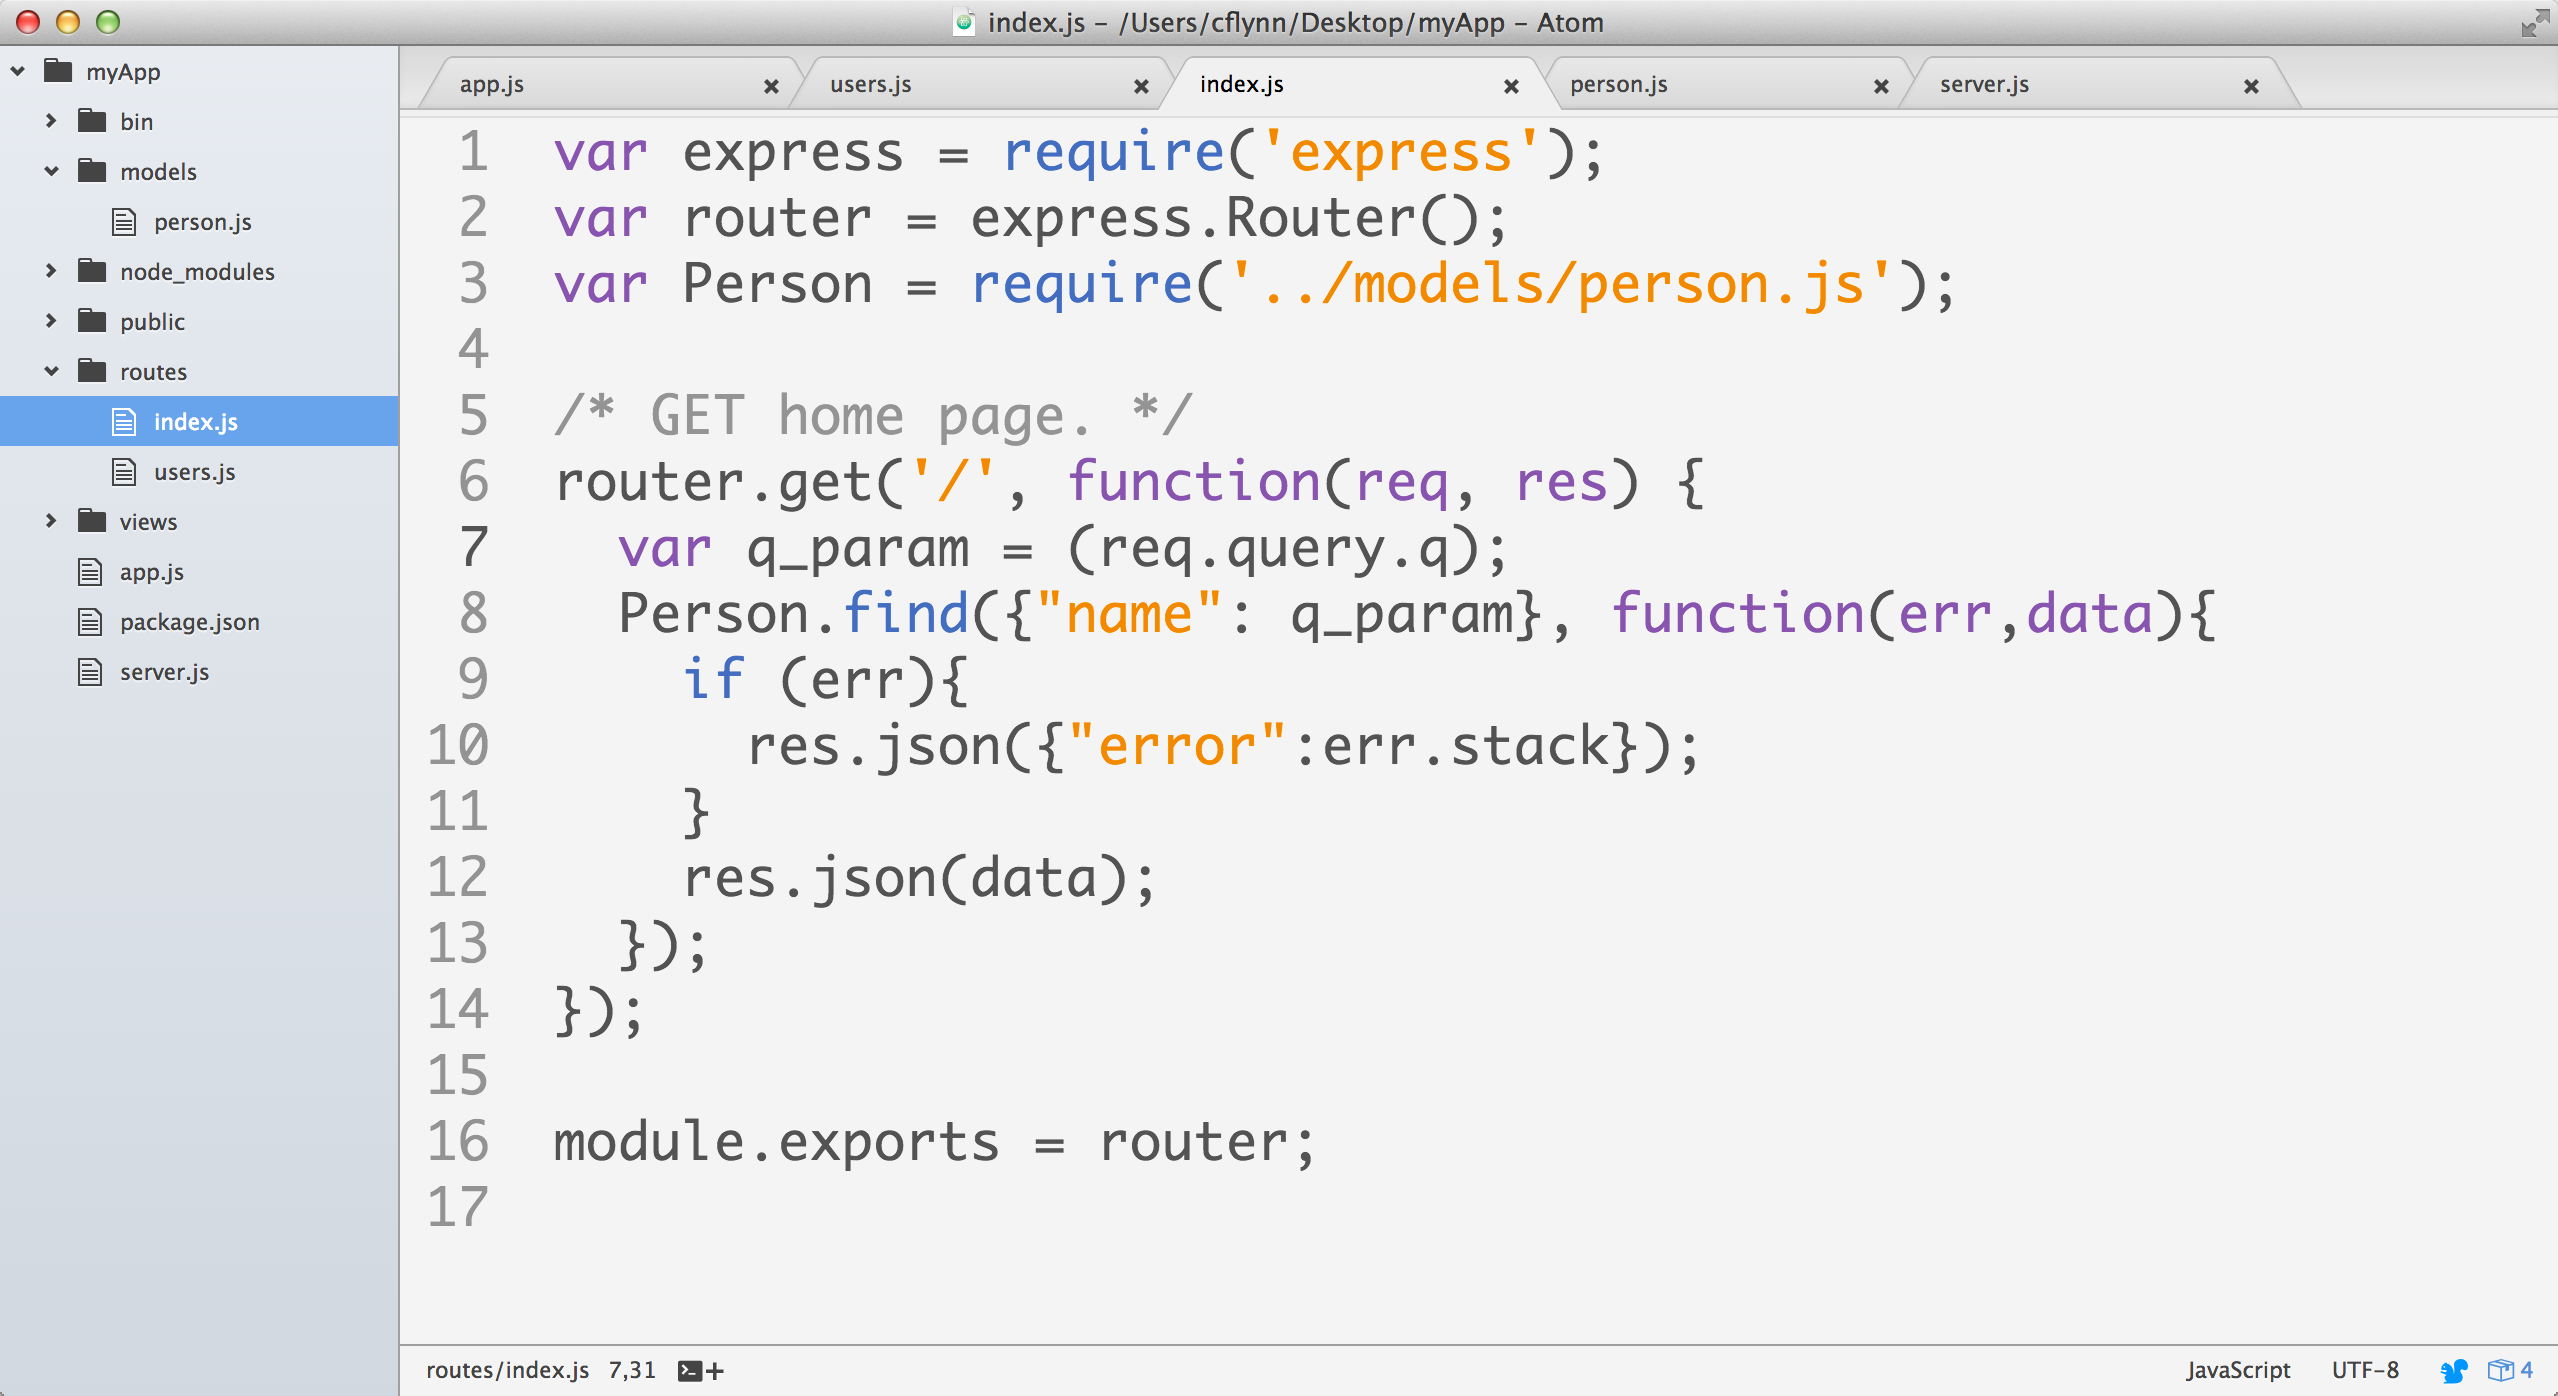 index.js - /Users/cflynn/Desktop/myApp - Atom
myApp
bin
models
person.js
node_modules
public
routes
index.js
users.js
views
app.js
package.json
server.js
app.js users.js index.js person.js server.js
1 var express = require('express');
2 var router = express.Router();
3 var Person = require('../models/person.js');
4
5 /* GET home page. */
6 router.get('/', function(req, res) {
7   var q_param = (req.query.q);
8   Person.find({"name": q_param}, function(err,data){
9     if (err){
10       res.json({"error":err.stack});
11     }
12     res.json(data);
13   });
14 });
15
16 module.exports = router;
17
routes/index.js 7,31 JavaScript UTF-8 4